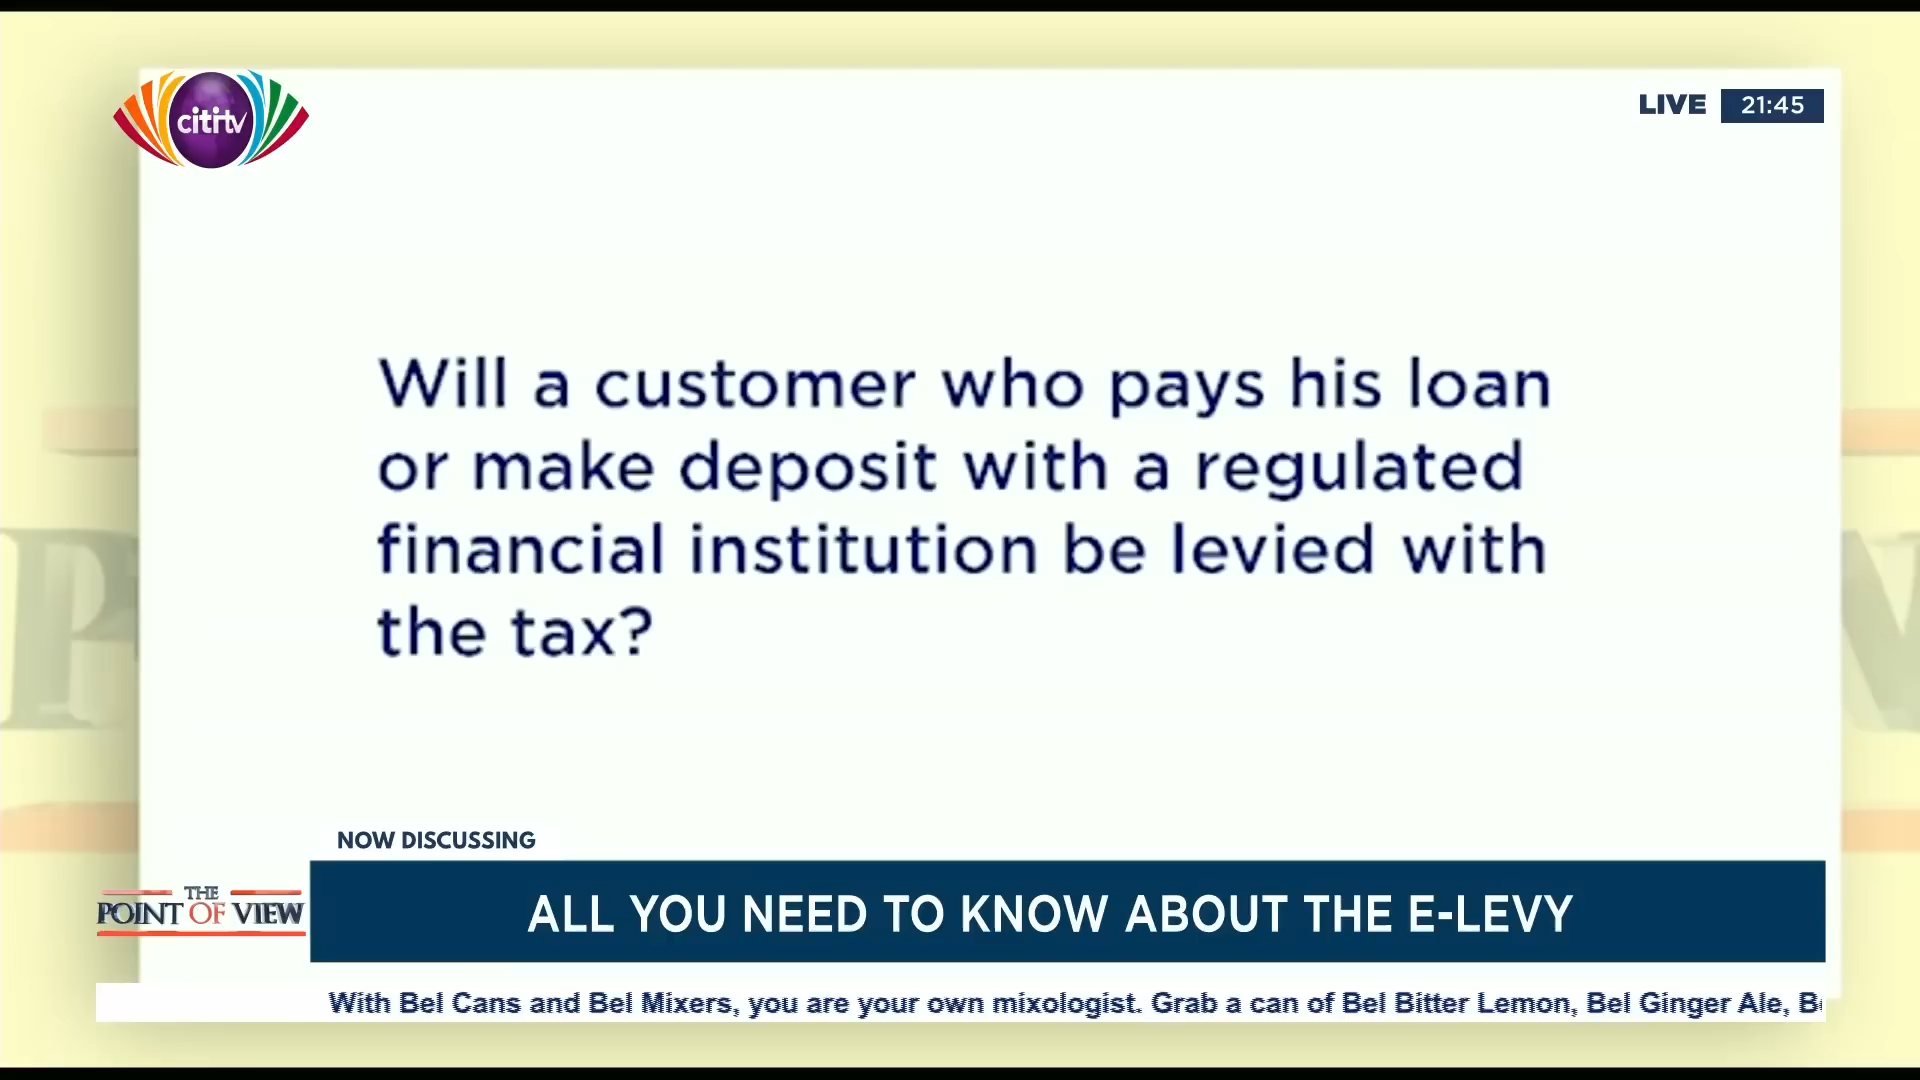 cititv
LIVE 21:45
Will a customer who pays his loan
or make deposit with a regulated
financial institution be levied with
the tax?
NOW DISCUSSING
THE
POINT OF VIEW
ALL YOU NEED TO KNOW ABOUT THE E-LEVY
With Bel Cans and Bel Mixers, you are your own mixologist. Grab a can of Bel Bitter Lemon, Bel Ginger Ale,